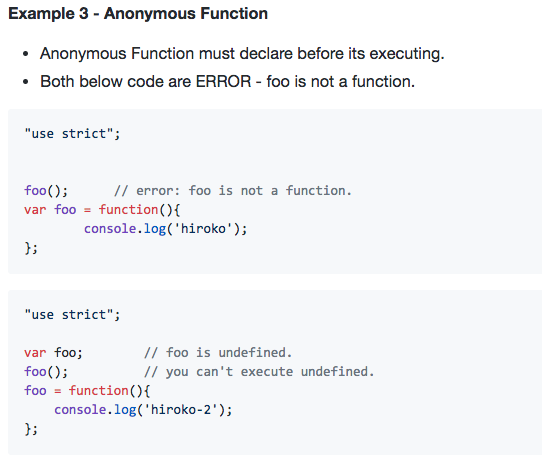 Example 3 - Anonymous Function
Anonymous Function must declare before its executing.
Both below code are ERROR - foo is not a function.
"use strict";
foo();      // error: foo is not a function.
var foo = function(){
        console.log('hiroko');
};
"use strict";
var foo;        // foo is undefined.
foo();          // you can't execute undefined.
foo = function(){
    console.log('hiroko-2');
};